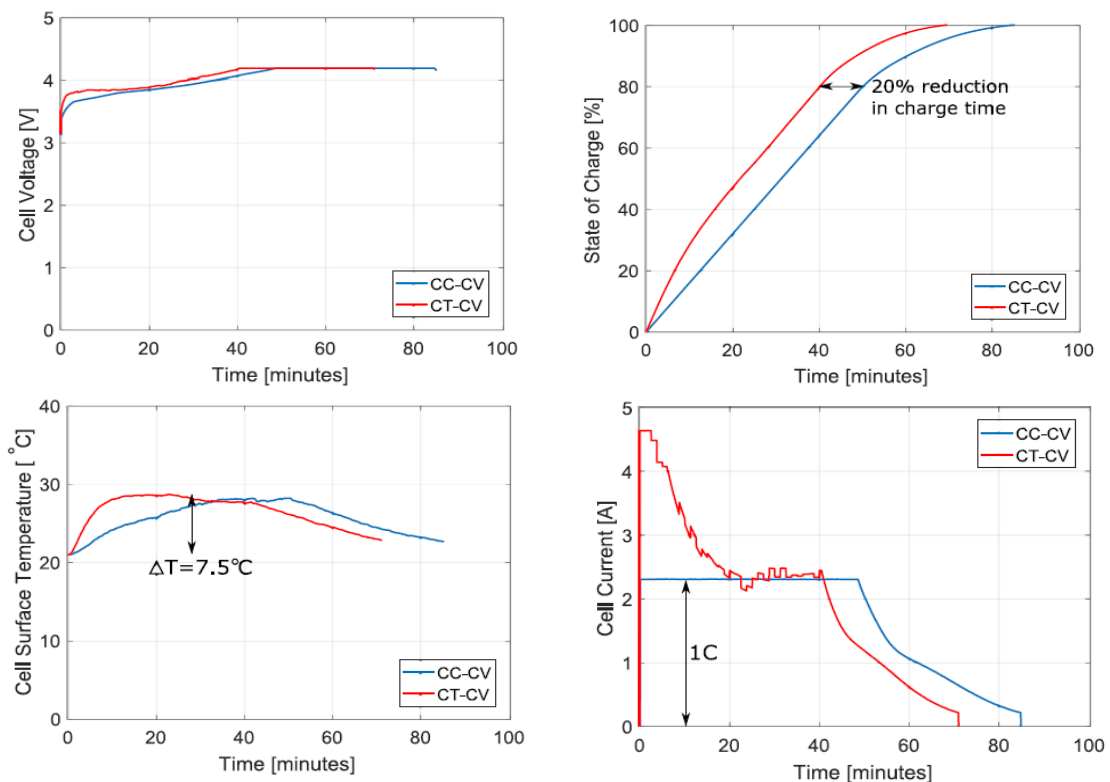 5
4
3
2
1
0
0 20 40 60 80 100
Cell Voltage [V]
Time [minutes]
CC-CV
CT-CV
100
80
60
40
20
0
0 20 40 60 80 100
State of Charge [%]
Time [minutes]
20% reduction
in charge time
CC-CV
CT-CV
40
30
20
10
0
0 20 40 60 80 100
Cell Surface Temperature [ °C]
Time [minutes]
ΔT=7.5℃
CC-CV
CT-CV
5
4
3
2
1
0
0 20 40 60 80 100
Cell Current [A]
Time [minutes]
1C
CC-CV
CT-CV